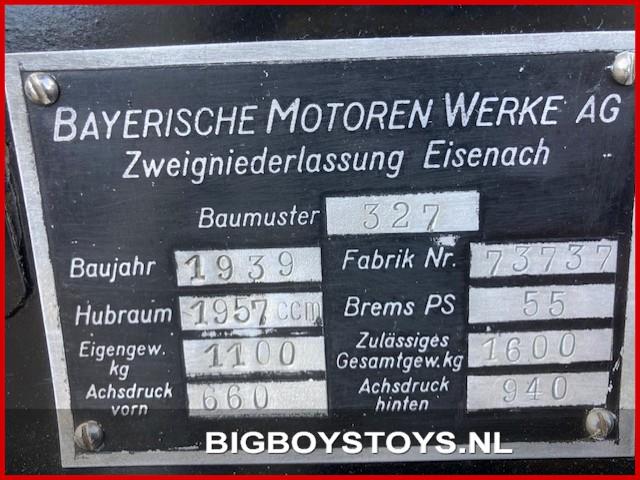 BAYERISCHE MOTOREN WERKE AG
Zweigniederlassung Eisenach
Baumuster 327
Baujahr 1939 Fabrik Nr. 73737
Hubraum 1957 ccm Brems PS 55
Eigengew. kg 1100 Zulässiges Gesamtgew. kg 1600
Achsdruck vorn 660 Achsdruck hinten 940
BIGBOYSTOYS.NL